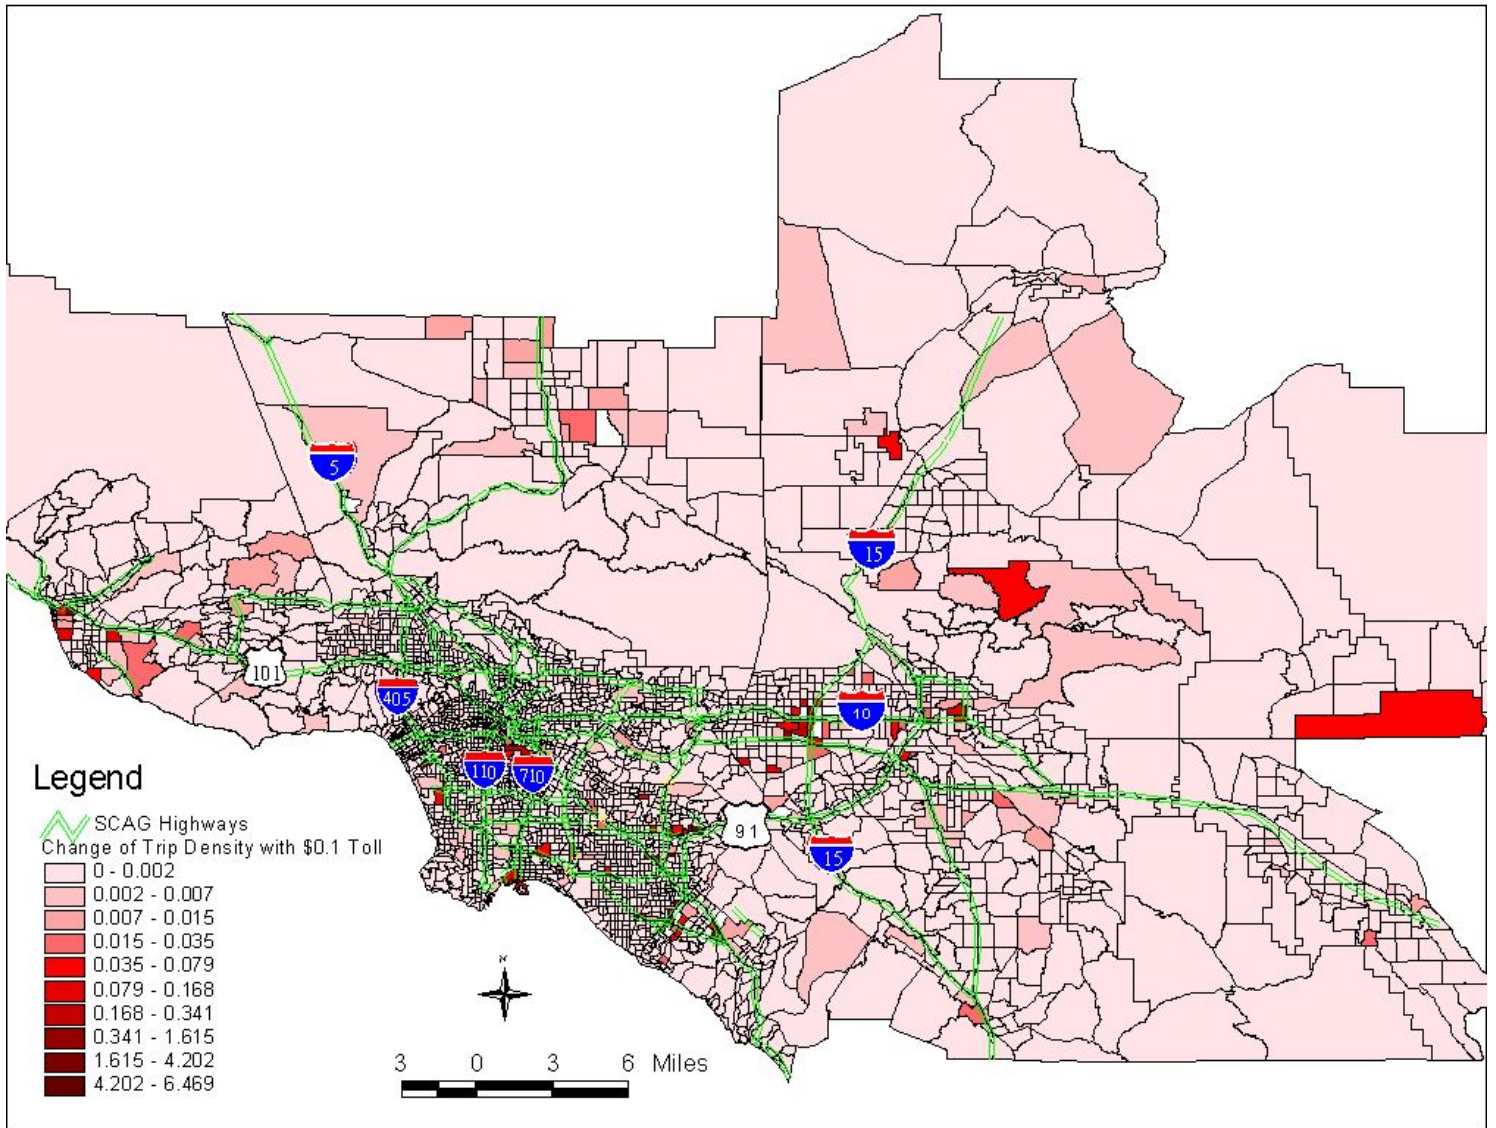 5
15
101
405
10
110
710
91
15
Legend
SCAG Highways
Change of Trip Density with $0.1 Toll
0 - 0.002
0.002 - 0.007
0.007 - 0.015
0.015 - 0.035
0.035 - 0.079
0.079 - 0.168
0.168 - 0.341
0.341 - 1.615
1.615 - 4.202
4.202 - 6.469
N
3 0 3 6 Miles